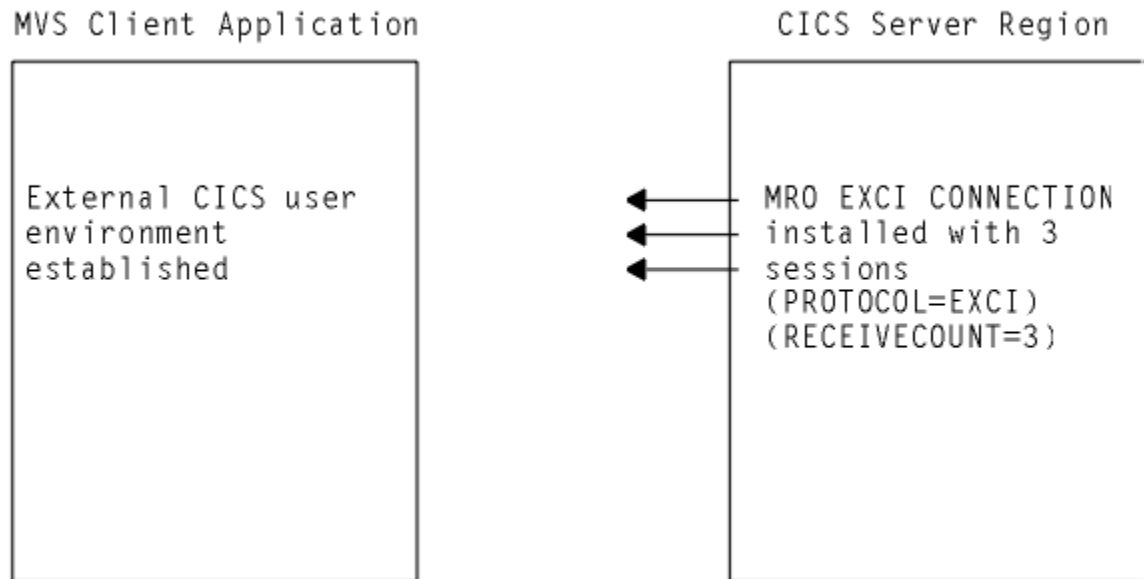 MVS Client Application
CICS Server Region
External CICS user
environment
established
MRO EXCI CONNECTION
installed with 3
sessions
(PROTOCOL=EXCI)
(RECEIVECOUNT=3)